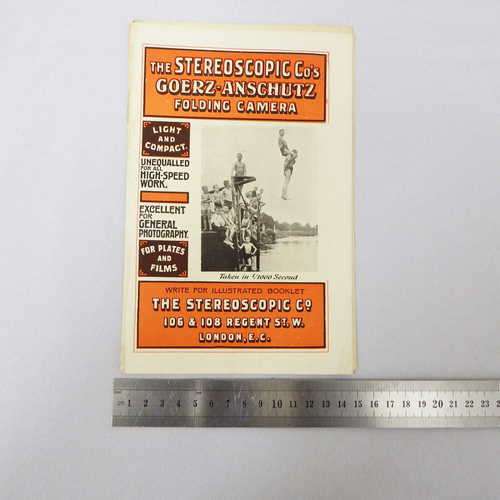 THE STEREOSCOPIC Co's
GOERZ-ANSCHUTZ
FOLDING CAMERA
LIGHT
AND
COMPACT.
UNEQUALLED
FOR ALL
HIGH-SPEED
WORK.
EXCELLENT
FOR
GENERAL
PHOTOGRAPHY.
FOR PLATES
AND
FILMS
Taken in 1/1000 Second
WRITE FOR ILLUSTRATED BOOKLET
THE STEREOSCOPIC Co
106 & 108 REGENT ST. W.
LONDON, E.C.
1 2 3 4 5 6 7 8 9 10 11 12 13 14 15 16 17 18 19 20 21 22 23